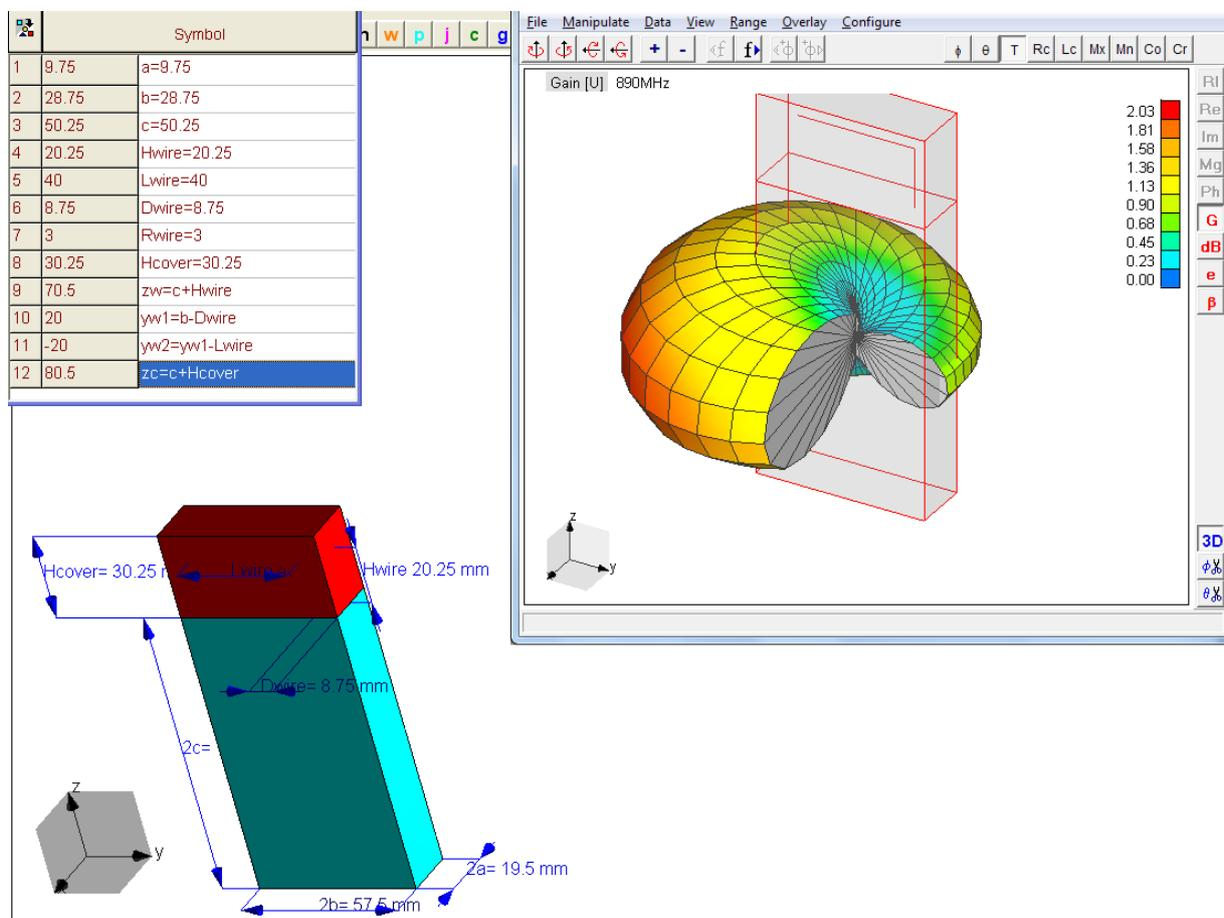 Symbol
1 9.75 a=9.75
2 28.75 b=28.75
3 50.25 c=50.25
4 20.25 Hwire=20.25
5 40 Lwire=40
6 8.75 Dwire=8.75
7 3 Rwire=3
8 30.25 Hcover=30.25
9 70.5 zw=c+Hwire
10 20 yw1=b-Dwire
11 -20 yw2=yw1-Lwire
12 80.5 zc=c+Hcover
w p j c g
File Manipulate Data View Range Overlay Configure
+ - f f ϕ θ T Rc Lc Mx Mn Co Cr
Gain [U] 890MHz
2.03
1.81
1.58
1.36
1.13
0.90
0.68
0.45
0.23
0.00
RI
Re
Im
Mg
Ph
G
dB
e
β
3D
ϕ
θ
z
y
Hcover= 30.25
Hwire 20.25 mm
Dwire= 8.75 mm
2c=
2a= 19.5 mm
2b= 57.5 mm
z
y